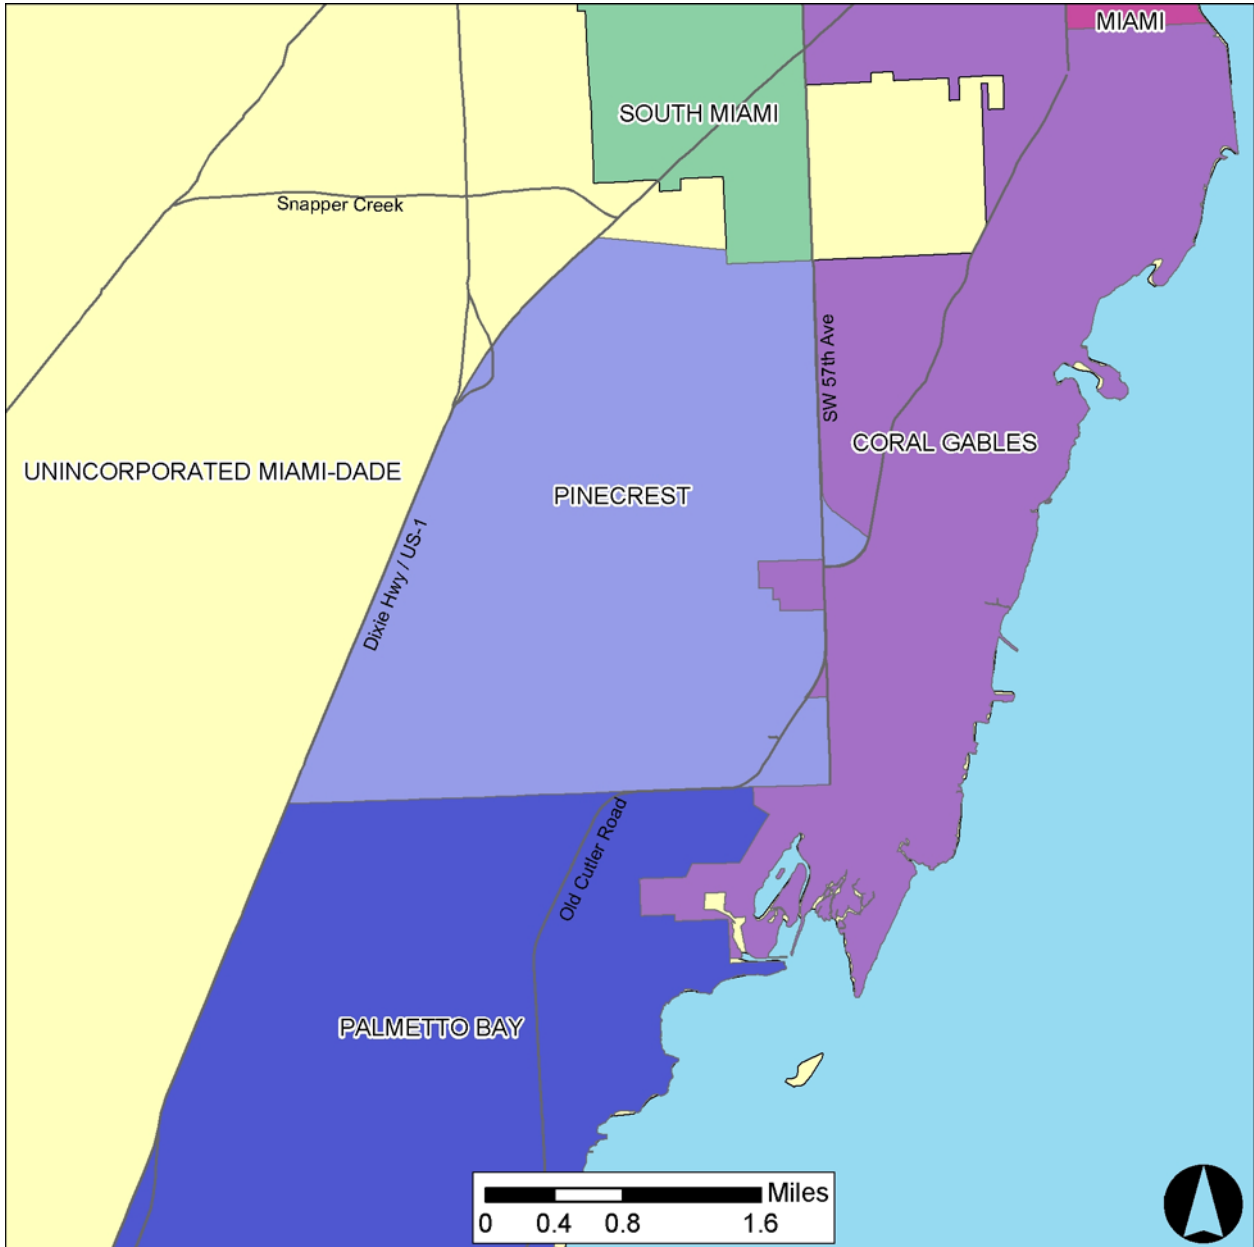 MIAMI
SOUTH MIAMI
Snapper Creek
SW 57th Ave
CORAL GABLES
UNINCORPORATED MIAMI-DADE
PINECREST
Dixie Hwy / US-1
Old Cutler Road
PALMETTO BAY
Miles
0 0.4 0.8 1.6